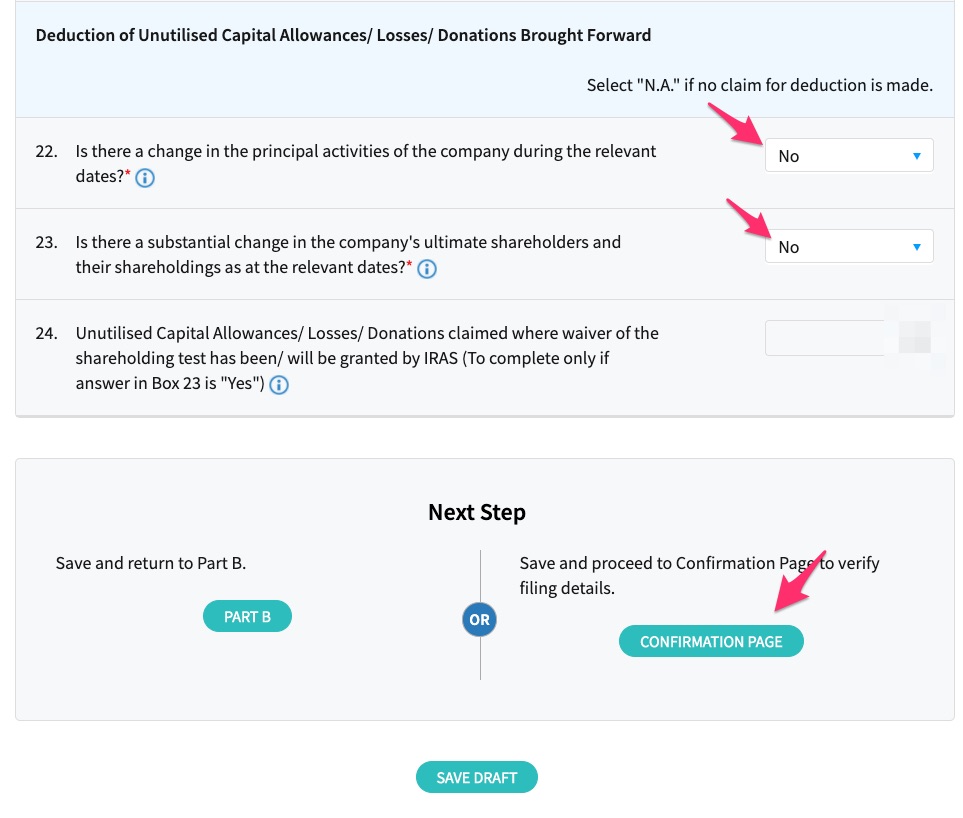 Deduction of Unutilised Capital Allowances/ Losses/ Donations Brought Forward
Select "N.A." if no claim for deduction is made.
22. Is there a change in the principal activities of the company during the relevant
dates?*
No
23. Is there a substantial change in the company's ultimate shareholders and
their shareholdings as at the relevant dates?*
No
24. Unutilised Capital Allowances/ Losses/ Donations claimed where waiver of the
shareholding test has been/ will be granted by IRAS (To complete only if
answer in Box 23 is "Yes")
Next Step
Save and return to Part B.
PART B
OR
Save and proceed to Confirmation Page to verify
filing details.
CONFIRMATION PAGE
SAVE DRAFT